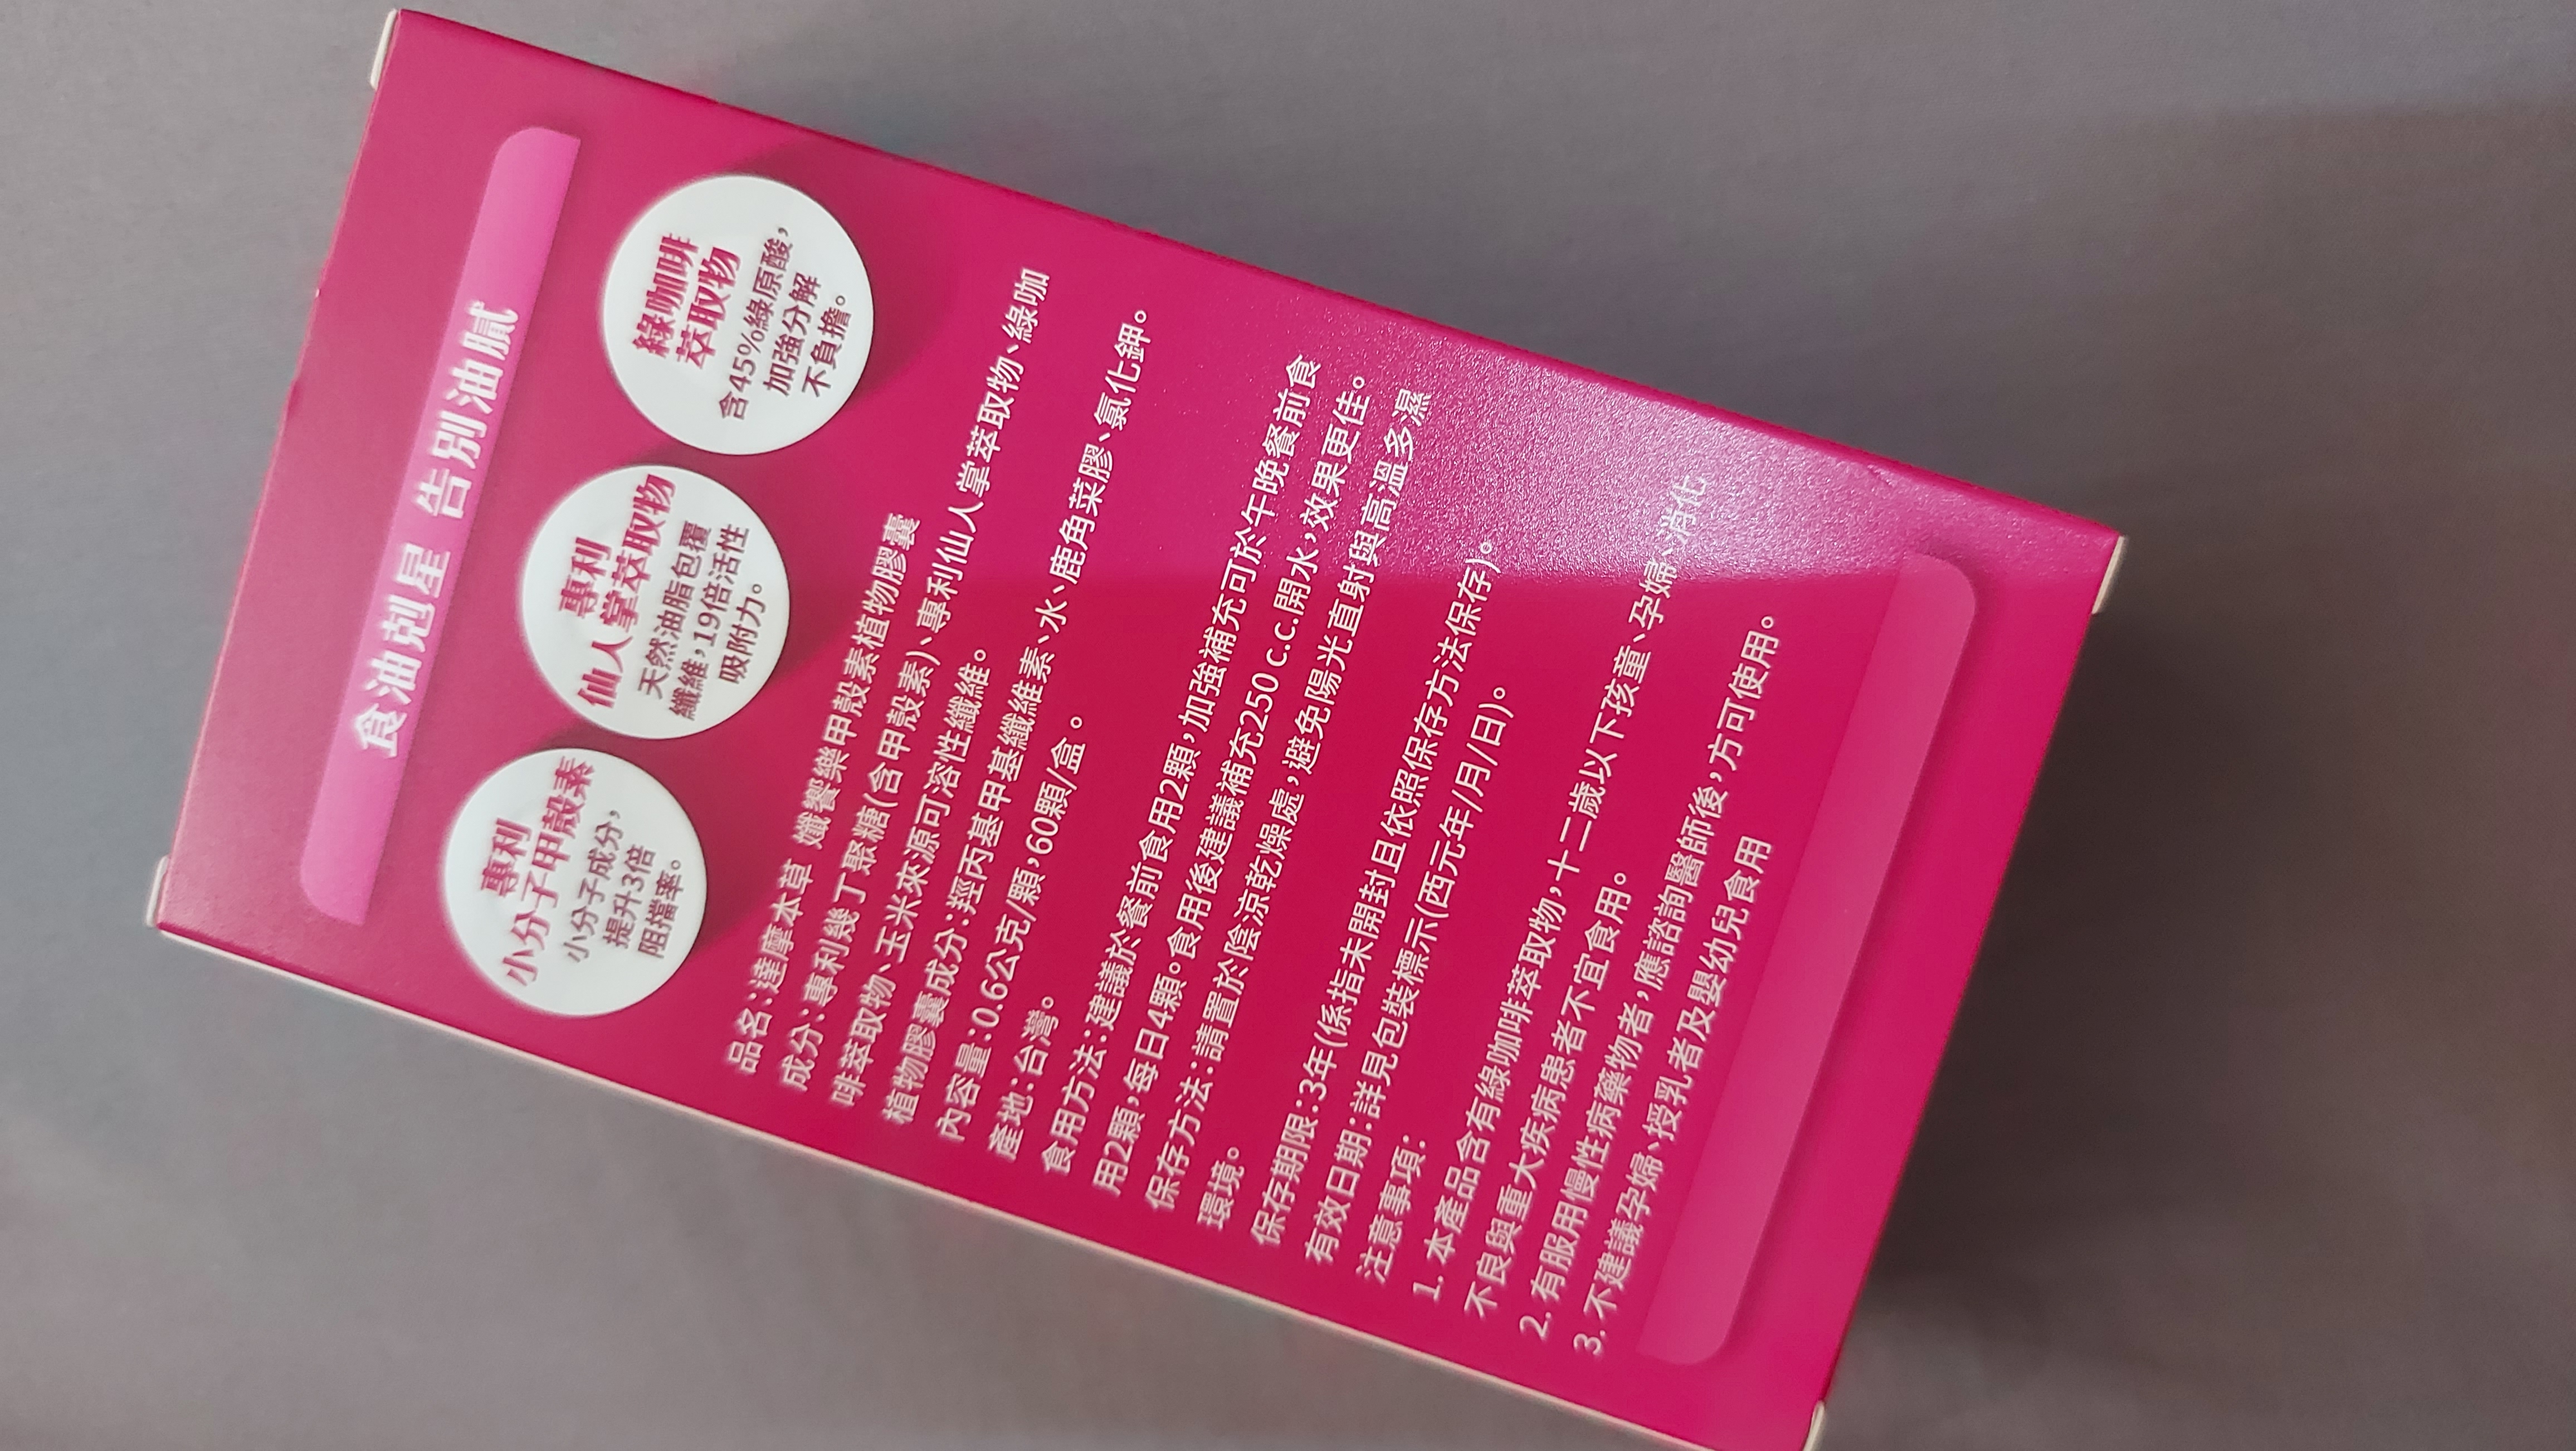 食油剋星 告別油膩
專利
小分子甲殼素
小分子成分,
提升3倍
阻擋率。
專利
仙人掌萃取物
天然油脂包覆
纖維,19倍活性
吸附力。
綠咖啡
萃取物
含45%綠原酸,
加強分解
不負擔。
品名:達摩本草 孅饗樂甲殼素植物膠囊
成分:專利幾丁聚糖(含甲殼素)、專利仙人掌萃取物、綠咖
啡萃取物、玉米來源可溶性纖維。
植物膠囊成分:羥丙基甲基纖維素、水、鹿角菜膠、氯化鉀。
內容量:0.6公克/顆,60顆/盒。
產地:台灣。
食用方法:建議於餐前食用2顆,加強補充可於午晚餐前食
用2顆,每日4顆。食用後建議補充250 c.c.開水,效果更佳。
保存方法:請置於陰涼乾燥處,避免陽光直射與高溫多濕
環境。
保存期限:3年(係指未開封且依照保存方法保存)。
有效日期:詳見包裝標示(西元年/月/日)。
注意事項:
1. 本產品含有綠咖啡萃取物,十二歲以下孩童、孕婦、消化
不良與重大疾病患者不宜食用。
2. 有服用慢性病藥物者,應諮詢醫師後,方可使用。
3. 不建議孕婦、授乳者及嬰幼兒食用